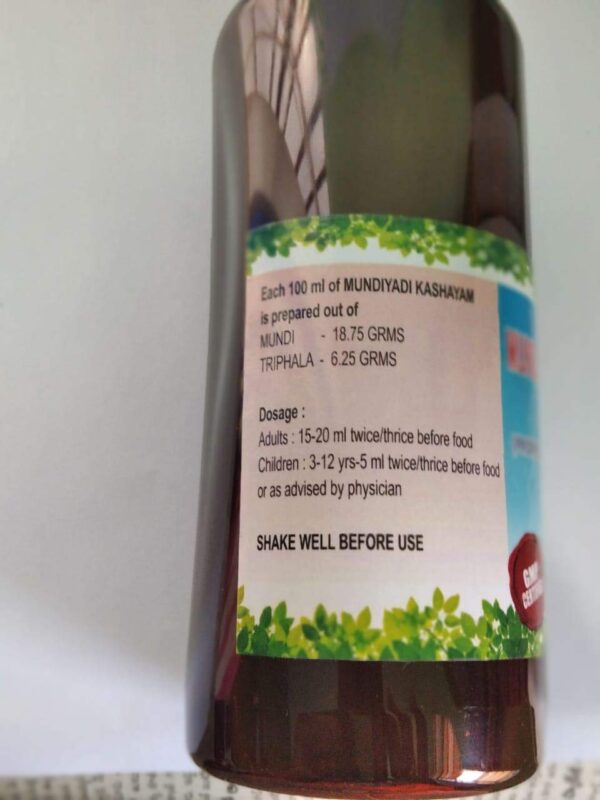 Each 100 ml of MUNDIYADI KASHAYAM
is prepared out of
MUNDI - 18.75 GRMS
TRIPHALA - 6.25 GRMS
Dosage :
Adults : 15-20 ml twice/thrice before food
Children : 3-12 yrs-5 ml twice/thrice before food
or as advised by physician
SHAKE WELL BEFORE USE
GMP